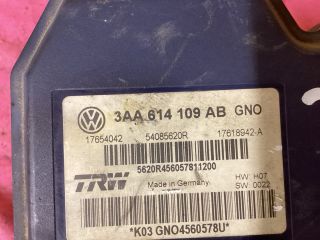 3AA 614 109 AB GNO
17654042 54085620R 17618942-A
5620R456057811200
TRW Made in Germany HW: H07
SW: 0022
*K03 GNO4560578U*